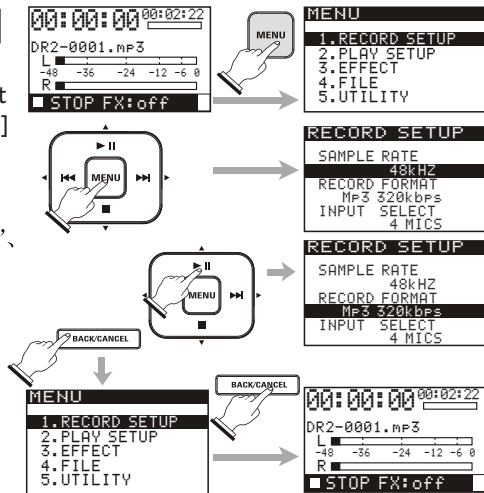 00:00:00 00:02:22
DR2-0001.MP3
L
-48 -36 -24 -12 -6 0
R
STOP FX:off
MENU
MENU
1.RECORD SETUP
2.PLAY SETUP
3.EFFECT
4.FILE
5.UTILITY
t
]
MENU
RECORD SETUP
SAMPLE RATE
48kHZ
RECORD FORMAT
MP3 320kbps
INPUT SELECT
4 MICS
”、
MENU
RECORD SETUP
SAMPLE RATE
48kHZ
RECORD FORMAT
MP3 320kbps
INPUT SELECT
4 MICS
BACK/CANCEL
MENU
1.RECORD SETUP
2.PLAY SETUP
3.EFFECT
4.FILE
5.UTILITY
BACK/CANCEL
00:00:00 00:02:22
DR2-0001.MP3
L
-48 -36 -24 -12 -6 0
R
STOP FX:off